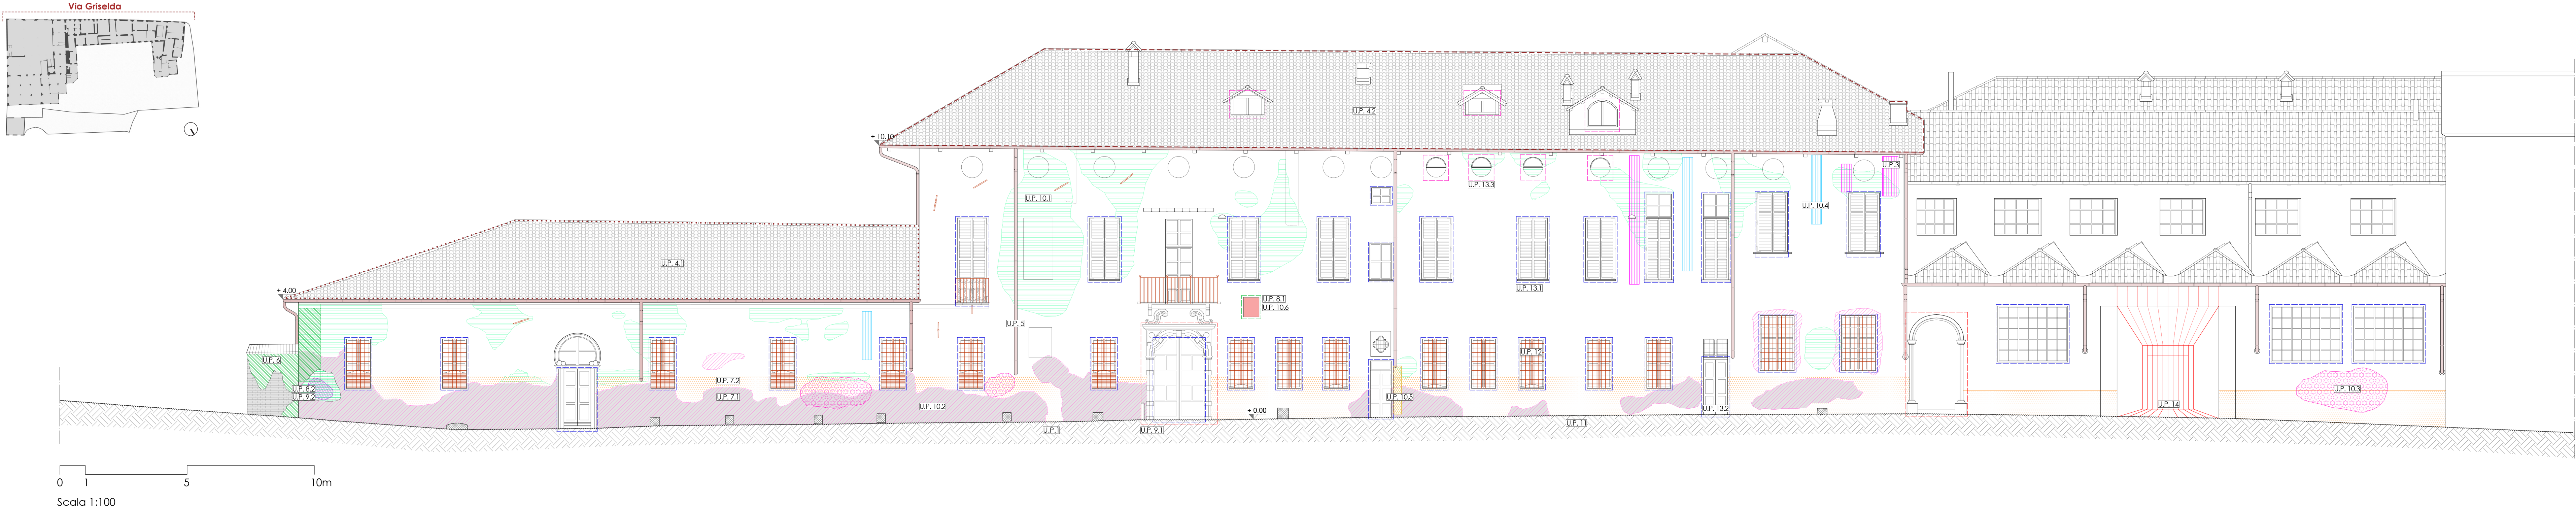 Via Griselda
+ 10.10
U.P. 4.2
U.P. 3
U.P. 13.3
U.P. 10.1
U.P. 10.4
U.P. 4.1
+ 4.00
U.P. 13.1
U.P. 8.1
U.P. 10.6
U.P. 5
U.P. 12
U.P. 6
U.P. 7.2
U.P. 8.2
U.P. 9.2
U.P. 7.1
U.P. 10.5
U.P. 10.3
U.P. 10.2
U.P. 13.2
U.P. 14
+ 0.00
U.P. 1
U.P. 9.1
U.P. 11
0 1 5 10m
Scala 1:100